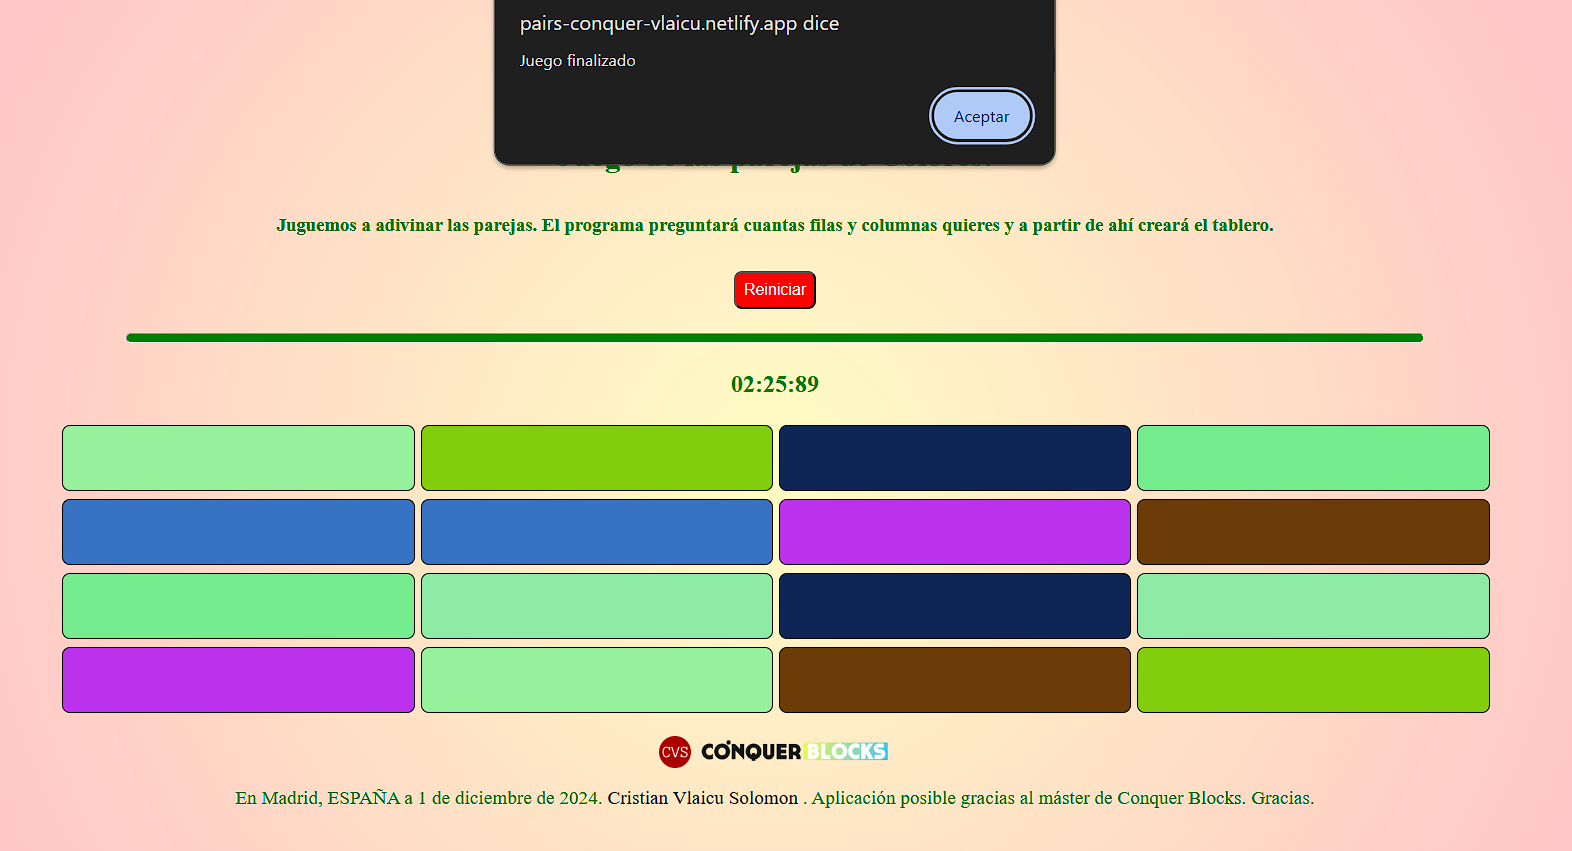 pairs-conquer-vlaicu.netlify.app dice
Juego finalizado
Aceptar
Juguemos a adivinar las parejas. El programa preguntará cuantas filas y columnas quieres y a partir de ahí creará el tablero.
Reiniciar
02:25:89
CVS CONQUER BLOCKS
En Madrid, ESPAÑA a 1 de diciembre de 2024. Cristian Vlaicu Solomon . Aplicación posible gracias al máster de Conquer Blocks. Gracias.